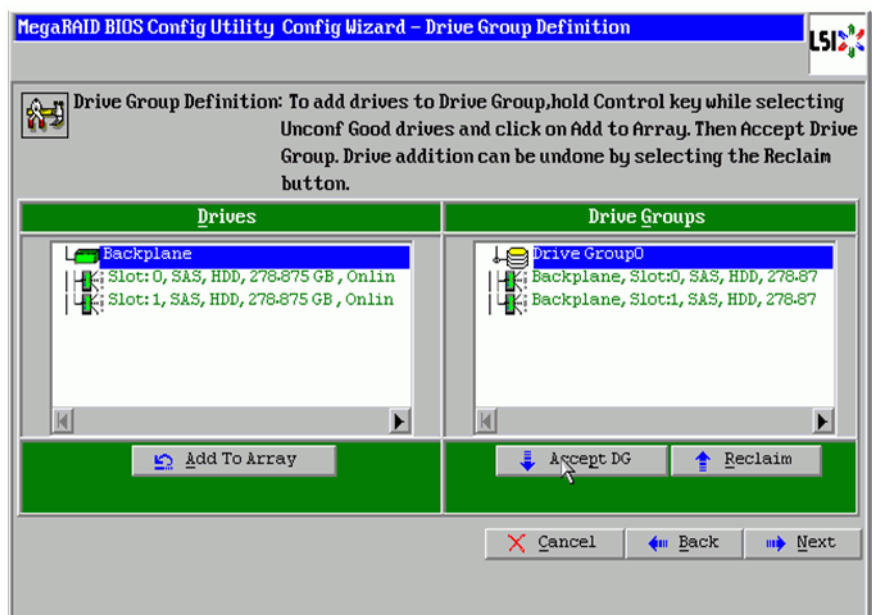 MegaRAID BIOS Config Utility Config Wizard – Drive Group Definition
LSI
Drive Group Definition: To add drives to Drive Group,hold Control key while selecting
Unconf Good drives and click on Add to Array. Then Accept Drive
Group. Drive addition can be undone by selecting the Reclaim
button.
Drives
Backplane
Slot: 0, SAS, HDD, 278.875 GB , Onlin
Slot: 1, SAS, HDD, 278.875 GB , Onlin
Add To Array
Drive Groups
Drive Group0
Backplane, Slot:0, SAS, HDD, 278.87
Backplane, Slot:1, SAS, HDD, 278.87
Accept DG
Reclaim
Cancel
Back
Next